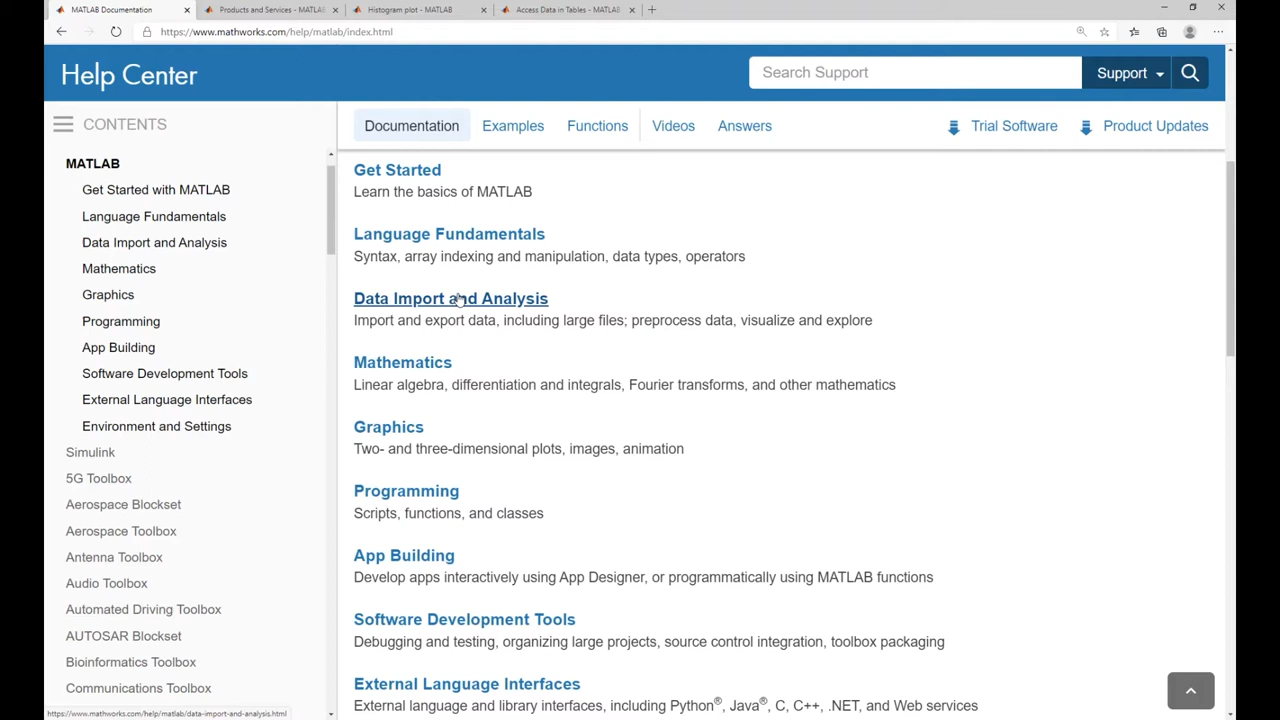 MATLAB Documentation
Products and Services - MATLAB
Histogram plot - MATLAB
Access Data in Tables - MATLAB
https://www.mathworks.com/help/matlab/index.html
Help Center
Search Support
Support
CONTENTS
Documentation
Examples
Functions
Videos
Answers
Trial Software
Product Updates
MATLAB
Get Started with MATLAB
Language Fundamentals
Data Import and Analysis
Mathematics
Graphics
Programming
App Building
Software Development Tools
External Language Interfaces
Environment and Settings
Simulink
5G Toolbox
Aerospace Blockset
Aerospace Toolbox
Antenna Toolbox
Audio Toolbox
Automated Driving Toolbox
AUTOSAR Blockset
Bioinformatics Toolbox
Communications Toolbox
Get Started
Learn the basics of MATLAB
Language Fundamentals
Syntax, array indexing and manipulation, data types, operators
Data Import and Analysis
Import and export data, including large files; preprocess data, visualize and explore
Mathematics
Linear algebra, differentiation and integrals, Fourier transforms, and other mathematics
Graphics
Two- and three-dimensional plots, images, animation
Programming
Scripts, functions, and classes
App Building
Develop apps interactively using App Designer, or programmatically using MATLAB functions
Software Development Tools
Debugging and testing, organizing large projects, source control integration, toolbox packaging
External Language Interfaces
External language and library interfaces, including Python®, Java®, C, C++, .NET, and Web services
https://www.mathworks.com/help/matlab/data-import-and-analysis.html